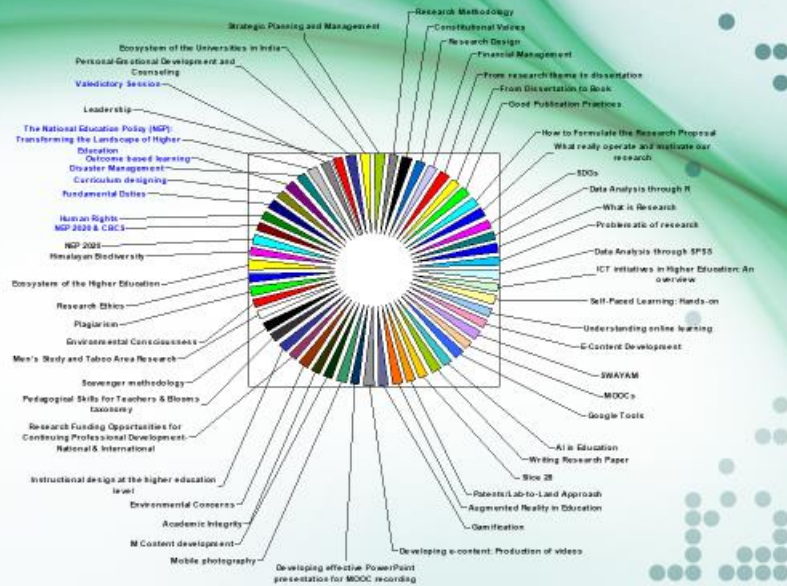 Research Methodology
Constitutional Values
Research Design
Financial Management
From research theme to dissertation
From Dissertation to Book
Good Publication Practices
How to Formulate the Research Proposal
What really operate and motivate our
research
SDGs
Data Analysis through R
What is Research
Problematic of research
Data Analysis through SPSS
ICT initiatives in Higher Education: An
overview
Self-Paced Learning: Hands-on
Understanding online learning
E-Content Development
SWAYAM
MOOCs
Google Tools
AI in Education
Writing Research Paper
Slice 28
Patents/Lab-to-Land Approach
Augmented Reality in Education
Gamification
Developing e-content: Production of videos
Developing effective PowerPoint
presentation for MOOC recording
Mobile photography
M Content development
Academic Integrity
Environmental Concerns
Instructional design at the higher education
level
Research Funding Opportunities for
Continuing Professional Development-
National & International
Pedagogical Skills for Teachers & Blooms
taxonomy
Scavenger methodology
Men's Study and Taboo Area Research
Environmental Consciousness
Plagiarism
Research Ethics
Ecosystem of the Higher Education
Himalayan Biodiversity
NEP 2020
NEP 2020 & CBCS
Human Rights
Fundamental Duties
Curriculum designing
Disaster Management
Outcome based learning
The National Education Policy (NEP):
Transforming the Landscape of Higher
Education
Leadership
Valedictory Session
Personal-Emotional Development and
Counseling
Ecosystem of the Universities in India
Strategic Planning and Management